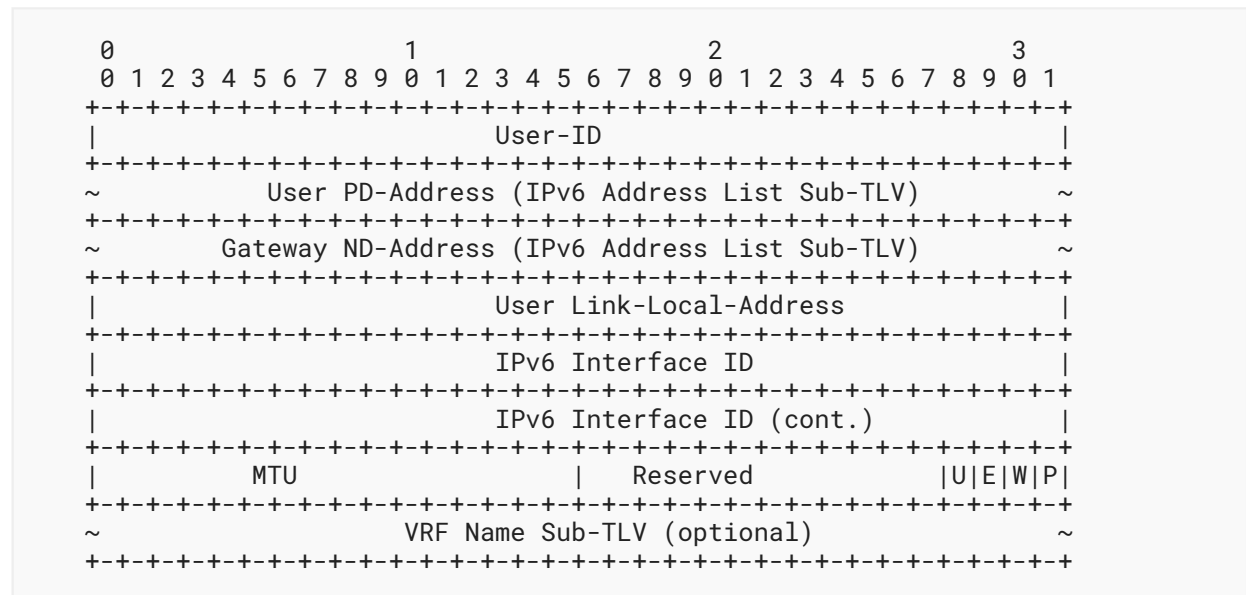 0                   1                   2                   3
 0 1 2 3 4 5 6 7 8 9 0 1 2 3 4 5 6 7 8 9 0 1 2 3 4 5 6 7 8 9 0 1
+-+-+-+-+-+-+-+-+-+-+-+-+-+-+-+-+-+-+-+-+-+-+-+-+-+-+-+-+-+-+-+-+
|                          User-ID                              |
+-+-+-+-+-+-+-+-+-+-+-+-+-+-+-+-+-+-+-+-+-+-+-+-+-+-+-+-+-+-+-+-+
~           User PD-Address (IPv6 Address List Sub-TLV)         ~
+-+-+-+-+-+-+-+-+-+-+-+-+-+-+-+-+-+-+-+-+-+-+-+-+-+-+-+-+-+-+-+-+
~        Gateway ND-Address (IPv6 Address List Sub-TLV)         ~
+-+-+-+-+-+-+-+-+-+-+-+-+-+-+-+-+-+-+-+-+-+-+-+-+-+-+-+-+-+-+-+-+
|                          User Link-Local-Address              |
+-+-+-+-+-+-+-+-+-+-+-+-+-+-+-+-+-+-+-+-+-+-+-+-+-+-+-+-+-+-+-+-+
|                          IPv6 Interface ID                    |
+-+-+-+-+-+-+-+-+-+-+-+-+-+-+-+-+-+-+-+-+-+-+-+-+-+-+-+-+-+-+-+-+
|                          IPv6 Interface ID (cont.)            |
+-+-+-+-+-+-+-+-+-+-+-+-+-+-+-+-+-+-+-+-+-+-+-+-+-+-+-+-+-+-+-+-+
|          MTU                  |   Reserved            |U|E|W|P|
+-+-+-+-+-+-+-+-+-+-+-+-+-+-+-+-+-+-+-+-+-+-+-+-+-+-+-+-+-+-+-+-+
~                    VRF Name Sub-TLV (optional)                ~
+-+-+-+-+-+-+-+-+-+-+-+-+-+-+-+-+-+-+-+-+-+-+-+-+-+-+-+-+-+-+-+-+